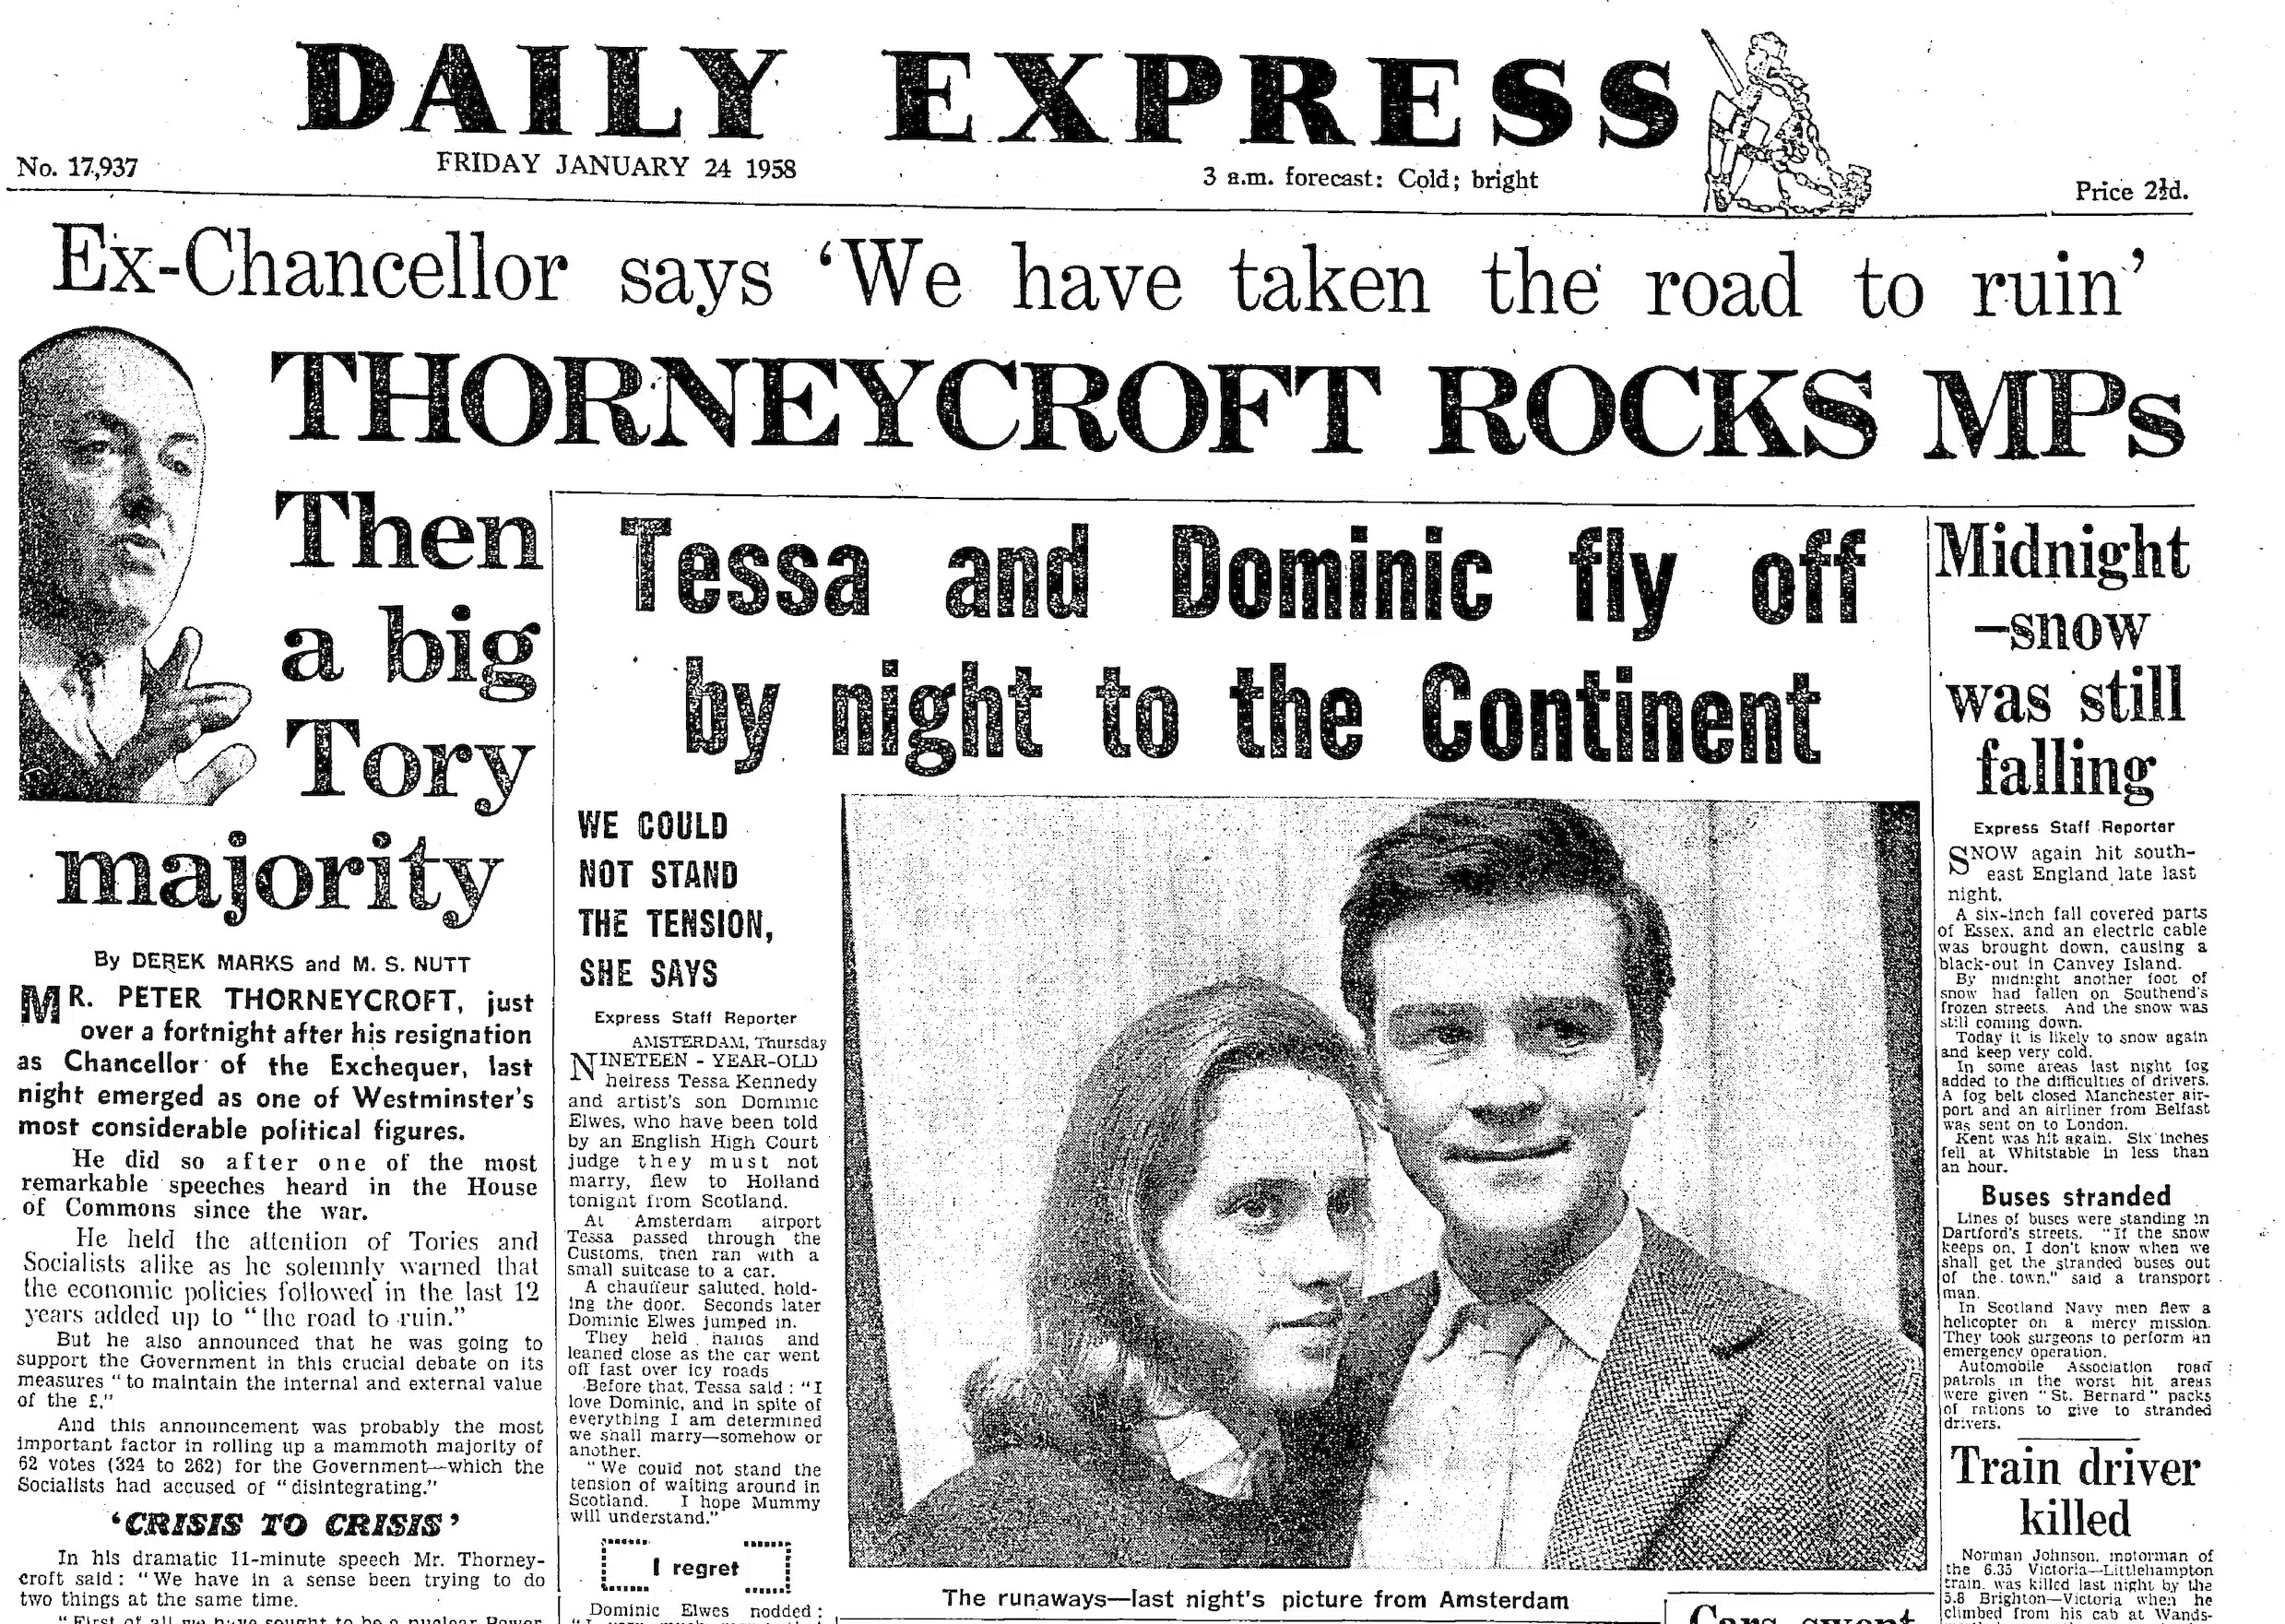 DAILY EXPRESS
No. 17,937
FRIDAY JANUARY 24 1958
3 a.m. forecast: Cold; bright
Price 2½d.
Ex-Chancellor says ‘We have taken the road to ruin’
THORNEYCROFT ROCKS MPs
Then
a big
Tory
majority
By DEREK MARKS and M. S. NUTT
MR. PETER THORNEYCROFT, just
over a fortnight after his resignation
as Chancellor of the Exchequer, last
night emerged as one of Westminster's
most considerable political figures.
He did so after one of the most
remarkable speeches heard in the House
of Commons since the war.
He held the attention of Tories and
Socialists alike as he solemnly warned that
the economic policies followed in the last 12
years added up to "the road to ruin."
But he also announced that he was going to
support the Government in this crucial debate on its
measures "to maintain the internal and external value
of the £."
And this announcement was probably the most
important factor in rolling up a mammoth majority of
62 votes (324 to 262) for the Government—which the
Socialists had accused of "disintegrating."
‘CRISIS TO CRISIS’
In his dramatic 11-minute speech Mr. Thorney-
croft said: "We have in a sense been trying to do
two things at the same time.
"First of all we have sought to be a nuclear Power
Tessa and Dominic fly off
by night to the Continent
WE COULD
NOT STAND
THE TENSION,
SHE SAYS
Express Staff Reporter
AMSTERDAM, Thursday
NINETEEN-YEAR-OLD
heiress Tessa Kennedy
and artist's son Dominic
Elwes, who have been told
by an English High Court
judge they must not
marry, flew to Holland
tonight from Scotland.
At Amsterdam airport
Tessa passed through the
Customs, then ran with a
small suitcase to a car.
A chauffeur saluted, hold-
ing the door. Seconds later
Dominic Elwes jumped in.
They held hands and
leaned close as the car went
off fast over icy roads
Before that, Tessa said: "I
love Dominic, and in spite of
everything I am determined
we shall marry—somehow or
another.
"We could not stand the
tension of waiting around in
Scotland. I hope Mummy
will understand."
I regret
Dominic Elwes nodded:
The runaways—last night's picture from Amsterdam
Cars swept
Midnight
–snow
was still
falling
Express Staff Reporter
SNOW again hit south-
east England late last
night.
A six-inch fall covered parts
of Essex, and an electric cable
was brought down, causing a
black-out in Canvey Island.
By midnight another foot of
snow had fallen on Southend's
frozen streets. And the snow was
still coming down.
Today it is likely to snow again
and keep very cold.
In some areas last night fog
added to the difficulties of drivers.
A fog belt closed Manchester air-
port and an airliner from Belfast
was sent on to London.
Kent was hit again. Six inches
fell at Whitstable in less than
an hour.
Buses stranded
Lines of buses were standing in
Dartford's streets. "If the snow
keeps on, I don't know when we
shall get the stranded buses out
of the town," said a transport
man.
In Scotland Navy men flew a
helicopter on a mercy mission.
They took surgeons to perform an
emergency operation.
Automobile Association road
patrols in the worst hit areas
were given "St. Bernard" packs
of rations to give to stranded
drivers.
Train driver
killed
Norman Johnson, motorman of
the 6.35 Victoria—Littlehampton
train, was killed last night by the
5.8 Brighton—Victoria when he
climbed from his cab at Wands-